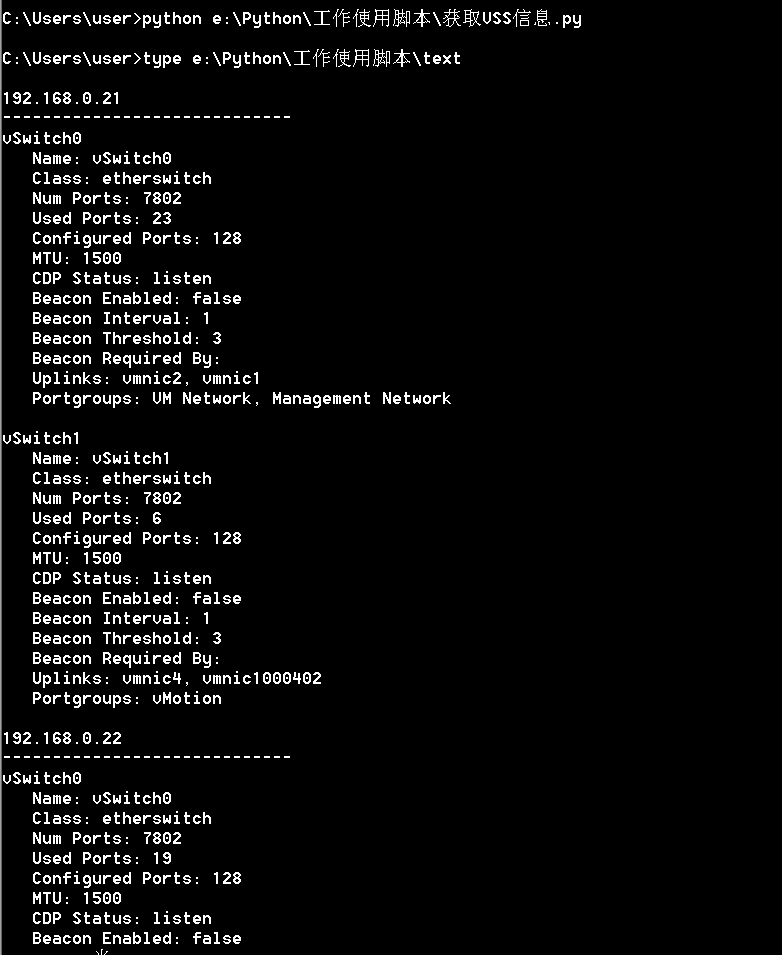 C:\Users\user>python e:\Python\工作使用脚本\获取VSS信息.py
C:\Users\user>type e:\Python\工作使用脚本\text
192.168.0.21
-----------------------------
vSwitch0
Name: vSwitch0
Class: etherswitch
Num Ports: 7802
Used Ports: 23
Configured Ports: 128
MTU: 1500
CDP Status: listen
Beacon Enabled: false
Beacon Interval: 1
Beacon Threshold: 3
Beacon Required By:
Uplinks: vmnic2, vmnic1
Portgroups: VM Network, Management Network
vSwitch1
Name: vSwitch1
Class: etherswitch
Num Ports: 7802
Used Ports: 6
Configured Ports: 128
MTU: 1500
CDP Status: listen
Beacon Enabled: false
Beacon Interval: 1
Beacon Threshold: 3
Beacon Required By:
Uplinks: vmnic4, vmnic1000402
Portgroups: vMotion
192.168.0.22
-----------------------------
vSwitch0
Name: vSwitch0
Class: etherswitch
Num Ports: 7802
Used Ports: 19
Configured Ports: 128
MTU: 1500
CDP Status: listen
Beacon Enabled: false